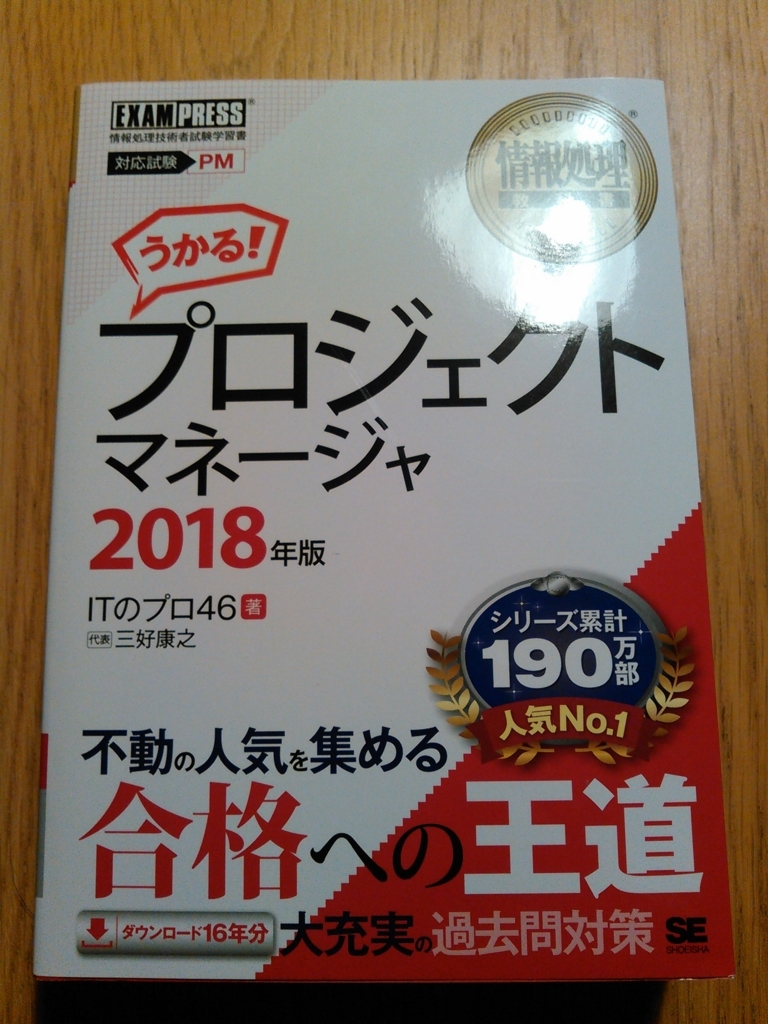 EXAMPRESS®
情報処理技術者試験学習書
対応試験 PM
情報処理
®
うかる!
プロジェクト
マネージャ
2018年版
ITのプロ46 著
代表 三好康之
シリーズ累計
190万部
人気No.1
不動の人気を集める
合格への王道
ダウンロード16年分
大充実の過去問対策
SE
SHOEISHA